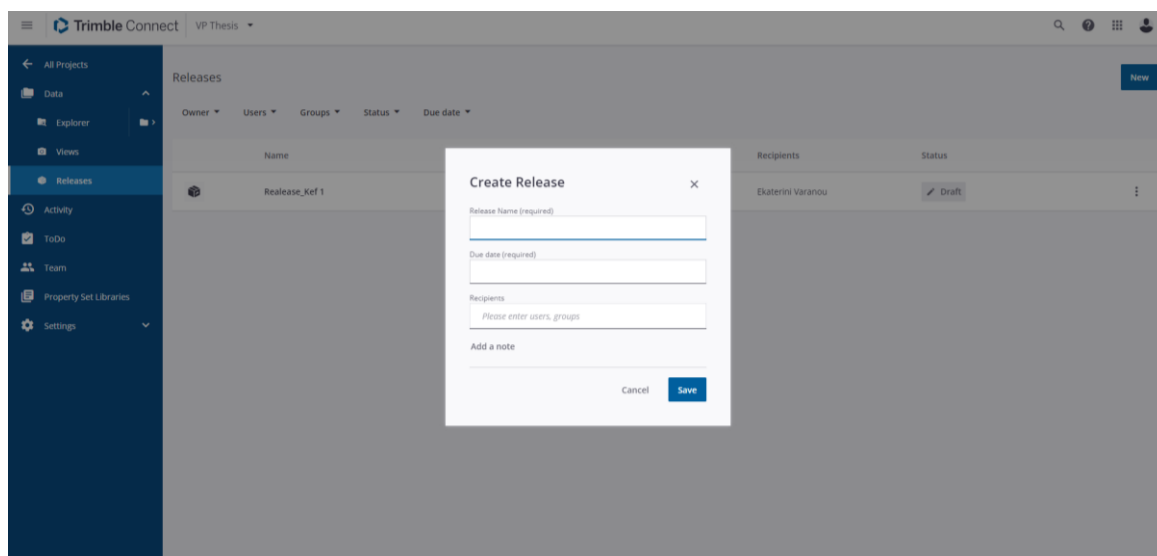 Trimble Connect VP Thesis
All Projects
Data
Explorer
Views
Releases
Activity
ToDo
Team
Property Set Libraries
Settings
Releases
New
Owner Users Groups Status Due date
Name Recipients Status
Realease_Kef 1 Ekaterini Varanou Draft
Create Release
Release Name (required)
Due date (required)
Recipients
Please enter users, groups
Add a note
Cancel Save